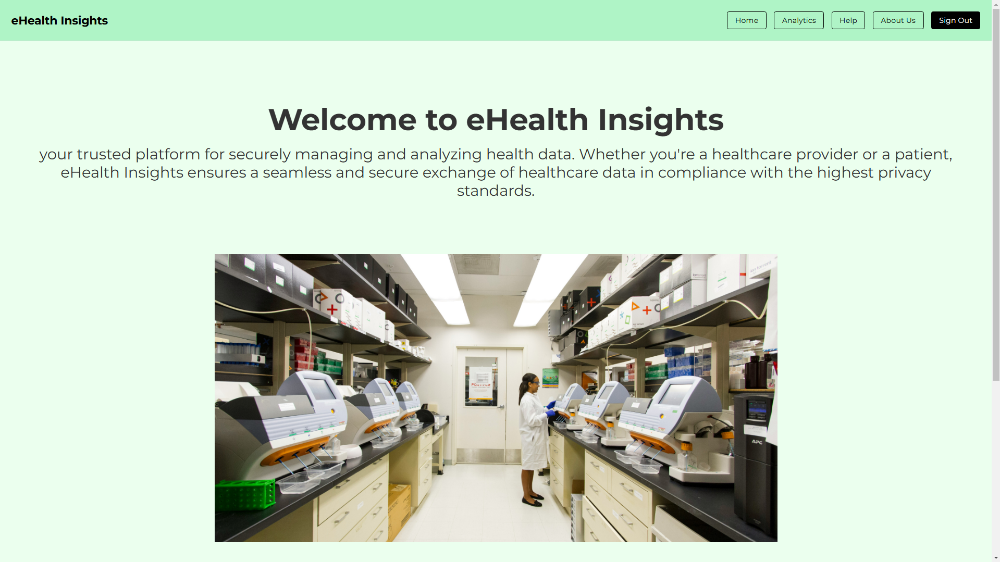 eHealth Insights
Home
Analytics
Help
About Us
Sign Out
Welcome to eHealth Insights
your trusted platform for securely managing and analyzing health data. Whether you're a healthcare provider or a patient,
eHealth Insights ensures a seamless and secure exchange of healthcare data in compliance with the highest privacy
standards.
APC